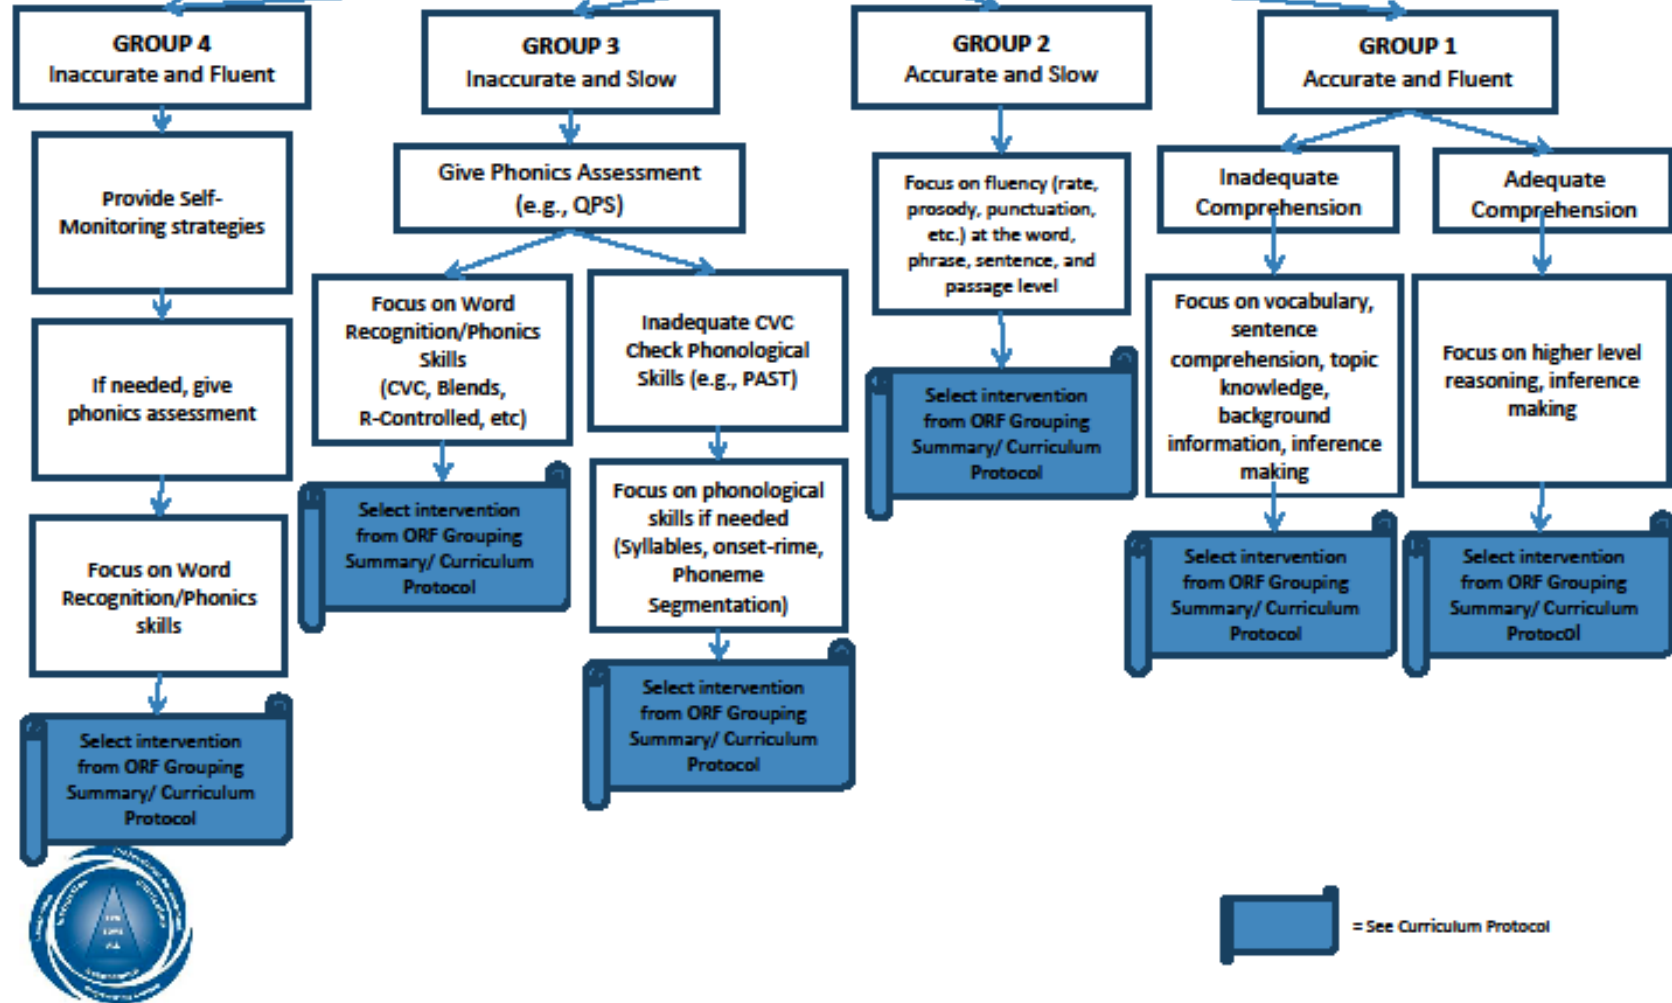 GROUP 4
Inaccurate and Fluent
Provide Self-
Monitoring strategies
If needed, give
phonics assessment
Focus on Word
Recognition/Phonics
skills
Select intervention
from ORF Grouping
Summary/ Curriculum
Protocol
GROUP 3
Inaccurate and Slow
Give Phonics Assessment
(e.g., QPS)
Focus on Word
Recognition/Phonics
Skills
(CVC, Blends,
R-Controlled, etc)
Select intervention
from ORF Grouping
Summary/ Curriculum
Protocol
Inadequate CVC
Check Phonological
Skills (e.g., PAST)
Focus on phonological
skills if needed
(Syllables, onset-rime,
Phoneme
Segmentation)
Select intervention
from ORF Grouping
Summary/ Curriculum
Protocol
GROUP 2
Accurate and Slow
Focus on fluency (rate,
prosody, punctuation,
etc.) at the word,
phrase, sentence, and
passage level
Select intervention
from ORF Grouping
Summary/ Curriculum
Protocol
GROUP 1
Accurate and Fluent
Inadequate
Comprehension
Focus on vocabulary,
sentence
comprehension, topic
knowledge,
background
information, inference
making
Select intervention
from ORF Grouping
Summary/ Curriculum
Protocol
Adequate
Comprehension
Focus on higher level
reasoning, inference
making
Select intervention
from ORF Grouping
Summary/ Curriculum
Protocol
= See Curriculum Protocol